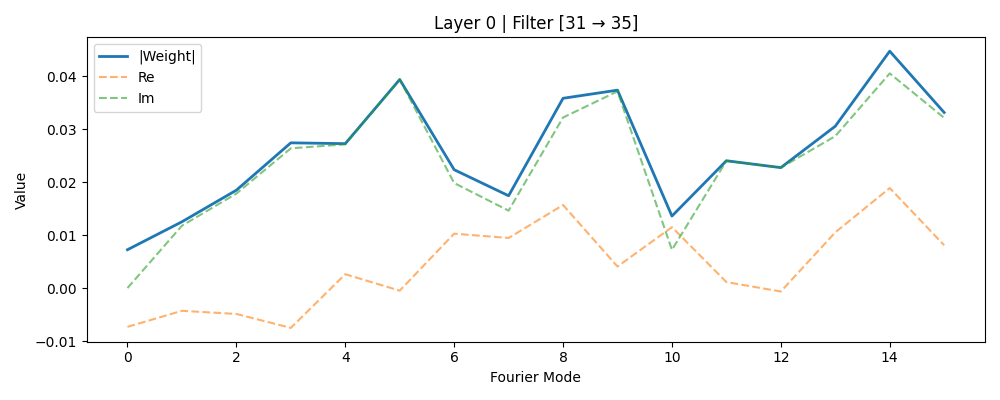 Layer 0 | Filter [31 → 35]
|Weight|
Re
Im
0.04
0.03
0.02
0.01
0.00
−0.01
Value
0 2 4 6 8 10 12 14
Fourier Mode